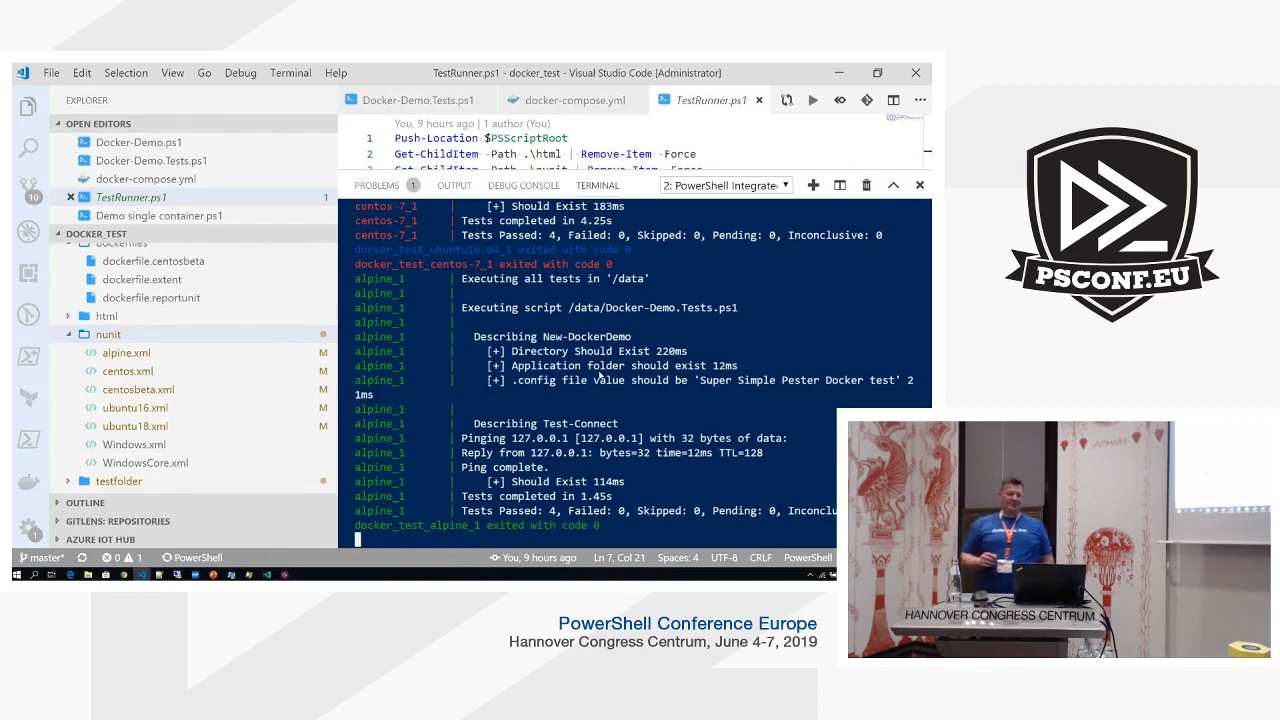 File Edit Selection View Go Debug Terminal Help
TestRunner.ps1 - docker_test - Visual Studio Code [Administrator]
EXPLORER
OPEN EDITORS
Docker-Demo.ps1
Docker-Demo.Tests.ps1
docker-compose.yml
TestRunner.ps1 1
Demo single container.ps1
DOCKER_TEST
dockerfiles
dockerfile.centosbeta
dockerfile.extent
dockerfile.reportunit
html
nunit
alpine.xml M
centos.xml M
centosbeta.xml M
ubuntu16.xml M
ubuntu18.xml M
Windows.xml M
WindowsCore.xml M
testfolder
OUTLINE
GITLENS: REPOSITORIES
AZURE IOT HUB
10
1
Docker-Demo.Tests.ps1 docker-compose.yml TestRunner.ps1
You, 9 hours ago | 1 author (You)
1 Push-Location $PSScriptRoot
2 Get-ChildItem -Path .\html | Remove-Item -Force
PROBLEMS 1 OUTPUT DEBUG CONSOLE TERMINAL 2: PowerShell Integrate
centos-7_1 | [+] Should Exist 183ms
centos-7_1 | Tests completed in 4.25s
centos-7_1 | Tests Passed: 4, Failed: 0, Skipped: 0, Pending: 0, Inconclusive: 0
docker_test_ubuntu16.04_1 exited with code 0
docker_test_centos-7_1 exited with code 0
alpine_1 | Executing all tests in '/data'
alpine_1 |
alpine_1 | Executing script /data/Docker-Demo.Tests.ps1
alpine_1 |
alpine_1 | Describing New-DockerDemo
alpine_1 | [+] Directory Should Exist 220ms
alpine_1 | [+] Application folder should exist 12ms
alpine_1 | [+] .config file value should be 'Super Simple Pester Docker test' 2
1ms
alpine_1 |
alpine_1 | Describing Test-Connect
alpine_1 | Pinging 127.0.0.1 [127.0.0.1] with 32 bytes of data:
alpine_1 | Reply from 127.0.0.1: bytes=32 time=12ms TTL=128
alpine_1 | Ping complete.
alpine_1 | [+] Should Exist 114ms
alpine_1 | Tests completed in 1.45s
alpine_1 | Tests Passed: 4, Failed: 0, Skipped: 0, Pending: 0, Inconclu
docker_test_alpine_1 exited with code 0
master* 0 1 PowerShell You, 9 hours ago Ln 7, Col 21 Spaces: 4 UTF-8 CRLF PowerShell
PSCONF.EU
HANNOVER CONGRESS CENTRUM
PowerShell Conference Europe
Hannover Congress Centrum, June 4-7, 2019